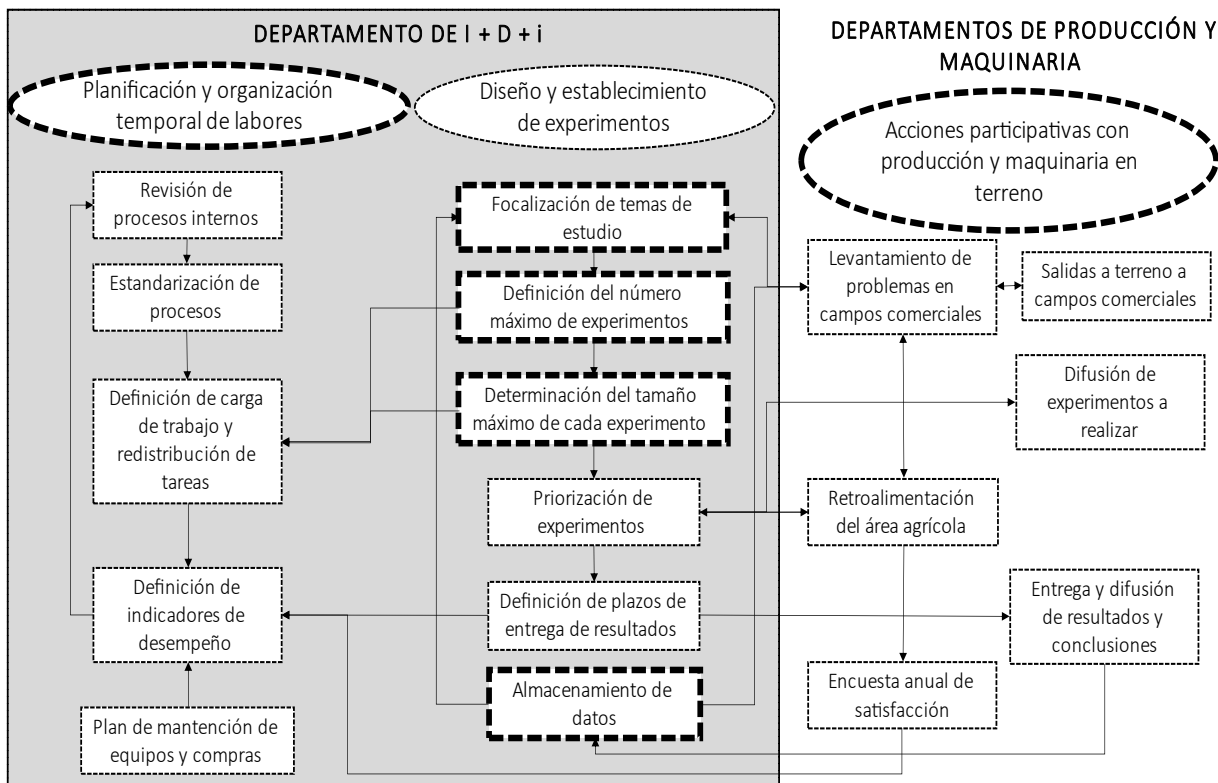 DEPARTAMENTO DE I + D + i
Planificación y organización
temporal de labores
Diseño y establecimiento
de experimentos
Revisión de
procesos internos
Estandarización de
procesos
Definición de carga
de trabajo y
redistribución de
tareas
Definición de
indicadores de
desempeño
Plan de mantención de
equipos y compras
Focalización de temas de
estudio
Definición del número
máximo de experimentos
Determinación del tamaño
máximo de cada experimento
Priorización de
experimentos
Definición de plazos de
entrega de resultados
Almacenamiento de
datos
DEPARTAMENTOS DE PRODUCCIÓN Y
MAQUINARIA
Acciones participativas con
producción y maquinaria en
terreno
Levantamiento de
problemas en
campos comerciales
Salidas a terreno a
campos comerciales
Difusión de
experimentos a
realizar
Retroalimentación
del área agrícola
Entrega y difusión
de resultados y
conclusiones
Encuesta anual de
satisfacción